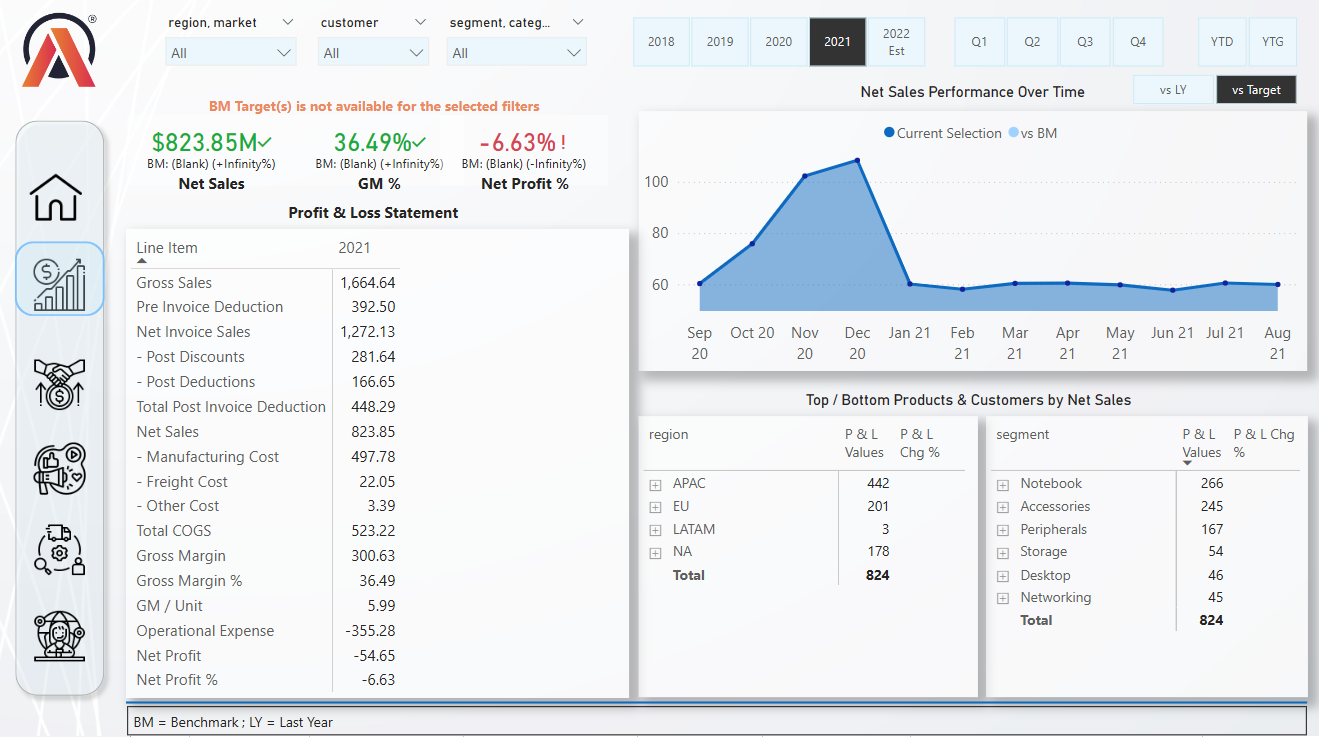 ®
region, market
customer
segment, categ...
All
All
All
2018
2019
2020
2021
2022
Est
Q1
Q2
Q3
Q4
YTD
YTG
BM Target(s) is not available for the selected filters
$823.85M
BM: (Blank) (+Infinity%)
Net Sales
36.49%
BM: (Blank) (+Infinity%)
GM %
-6.63% !
BM: (Blank) (-Infinity%)
Net Profit %
Net Sales Performance Over Time
vs LY
vs Target
Current Selection
vs BM
100
80
60
Sep
20
Oct 20
Nov
20
Dec
20
Jan 21
Feb
21
Mar
21
Apr
21
May
21
Jun 21
Jul 21
Aug
21
Profit & Loss Statement
Line Item 2021
Gross Sales 1,664.64
Pre Invoice Deduction 392.50
Net Invoice Sales 1,272.13
- Post Discounts 281.64
- Post Deductions 166.65
Total Post Invoice Deduction 448.29
Net Sales 823.85
- Manufacturing Cost 497.78
- Freight Cost 22.05
- Other Cost 3.39
Total COGS 523.22
Gross Margin 300.63
Gross Margin % 36.49
GM / Unit 5.99
Operational Expense -355.28
Net Profit -54.65
Net Profit % -6.63
Top / Bottom Products & Customers by Net Sales
region
P & L
Values
P & L
Chg %
APAC 442
EU 201
LATAM 3
NA 178
Total 824
segment
P & L
Values
P & L Chg
%
Notebook 266
Accessories 245
Peripherals 167
Storage 54
Desktop 46
Networking 45
Total 824
BM = Benchmark ; LY = Last Year